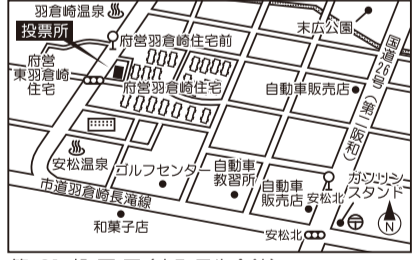 羽倉崎温泉
投票所
府営羽倉崎住宅前
末広公園
国道26号(第二阪和)
府営
東羽倉崎
住宅
府営羽倉崎住宅
自動車販売店
安松温泉
ゴルフセンター
自動車
教習所
自動車
販売店
安松北
ガソリン
スタンド
市道羽倉崎長滝線
和菓子店
安松北
N